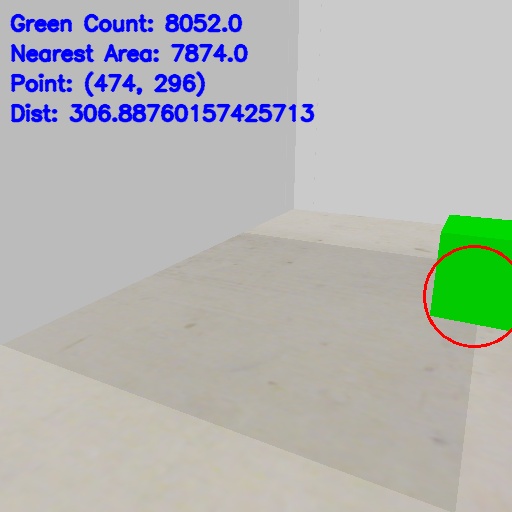 Green Count: 8052.0
Nearest Area: 7874.0
Point: (474, 296)
Dist: 306.88760157425713